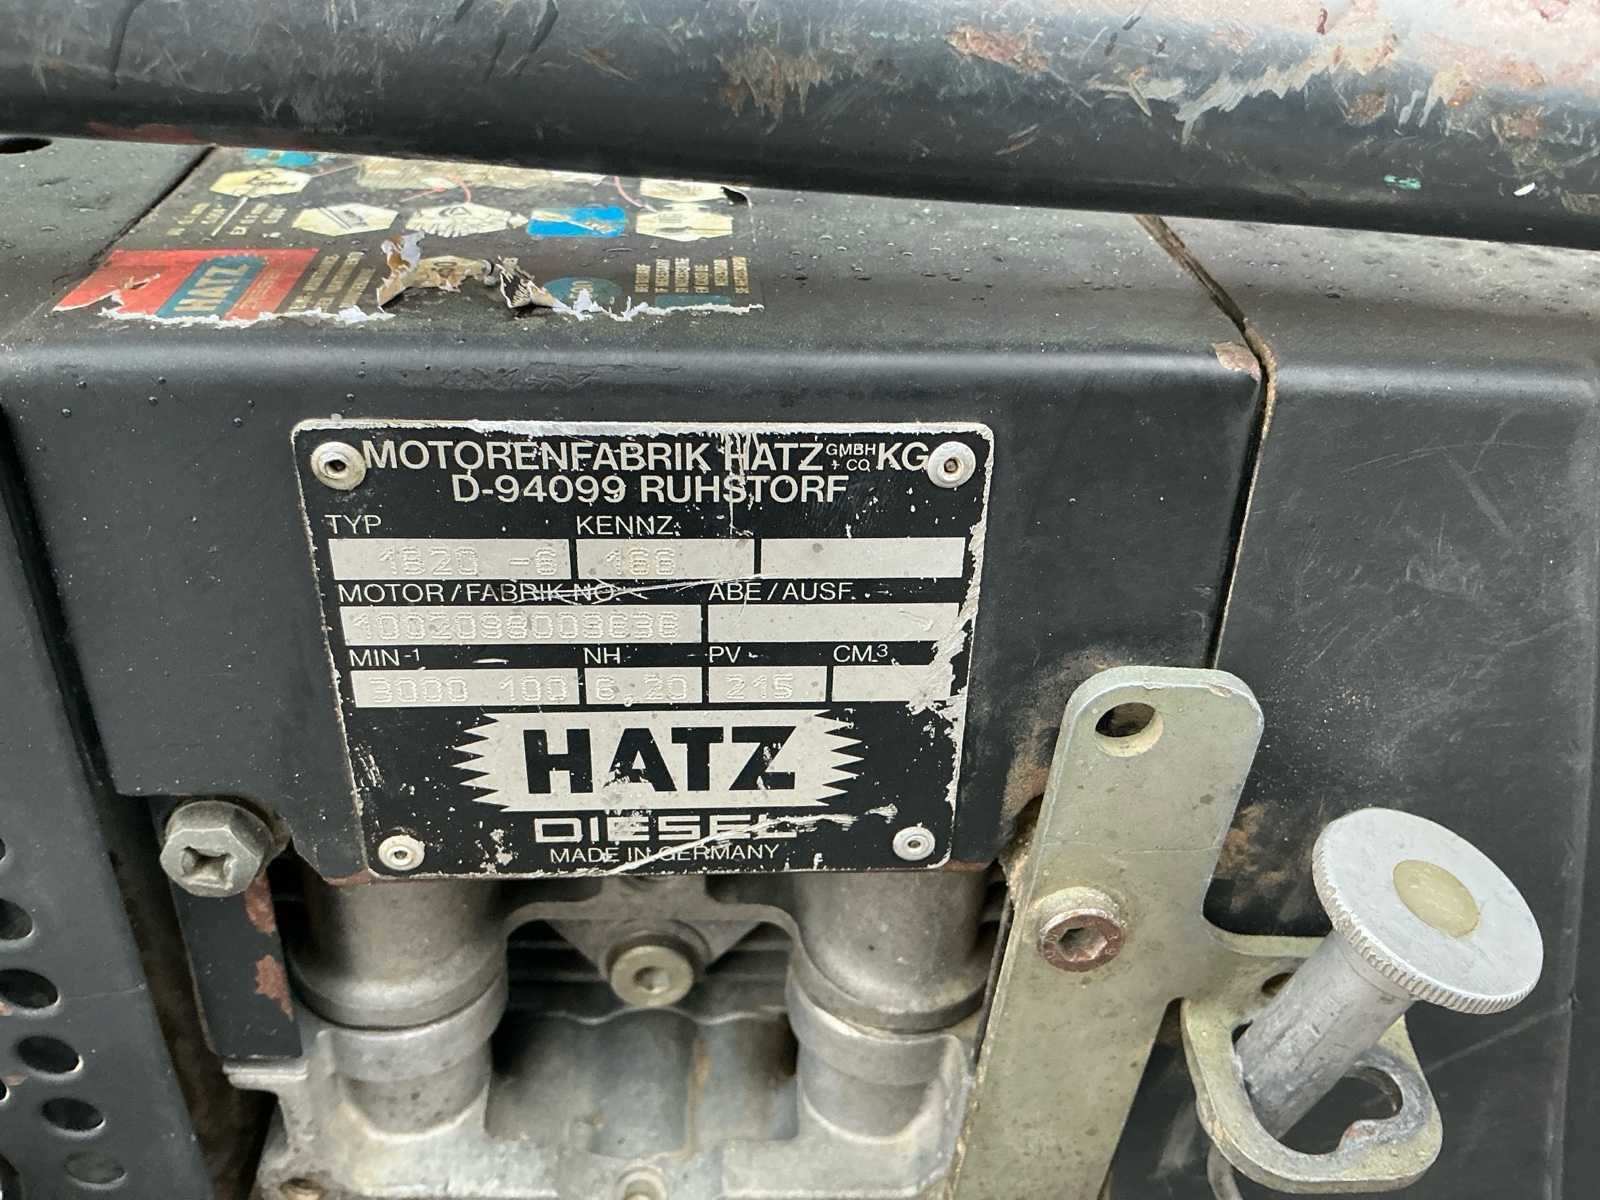 HATZ
MOTORENFABRIK HATZ GMBH + CO KG
D-94099 RUHSTORF
TYP KENNZ.
1B20 -6 166
MOTOR / FABRIK NO. ABE / AUSF.
MIN-1 NH PV CM3
3000 100 6,20 215
HATZ
DIESEL
MADE IN GERMANY